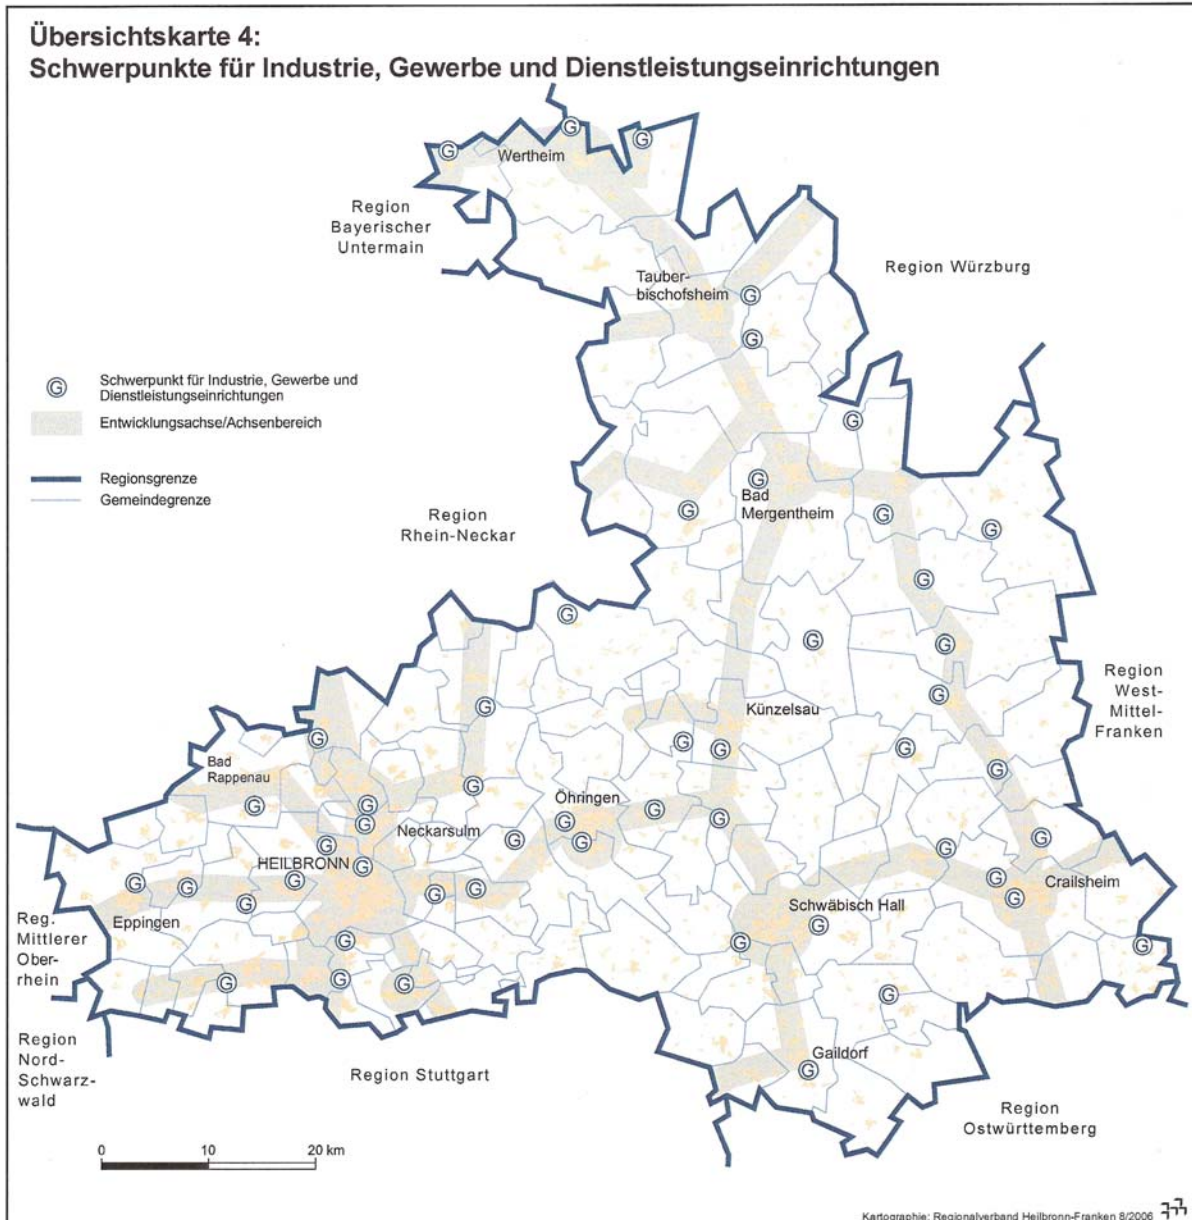 Übersichtskarte 4:
Schwerpunkte für Industrie, Gewerbe und Dienstleistungseinrichtungen
Wertheim
Region
Bayerischer
Untermain
Region Würzburg
Tauber-
bischofsheim
G Schwerpunkt für Industrie, Gewerbe und
Dienstleistungseinrichtungen
Entwicklungsachse/Achsenbereich
Regionsgrenze
Gemeindegrenze
Bad
Mergentheim
Region
Rhein-Neckar
Region
West-
Mittel-
Franken
Künzelsau
Bad
Rappenau
Öhringen
Neckarsulm
HEILBRONN
Crailsheim
Schwäbisch Hall
Eppingen
Reg.
Mittlerer
Ober-
rhein
Region
Nord-
Schwarz-
wald
Region Stuttgart
Gaildorf
Region
Ostwürttemberg
0 10 20 km
Kartographie: Regionalverband Heilbronn-Franken 8/2006